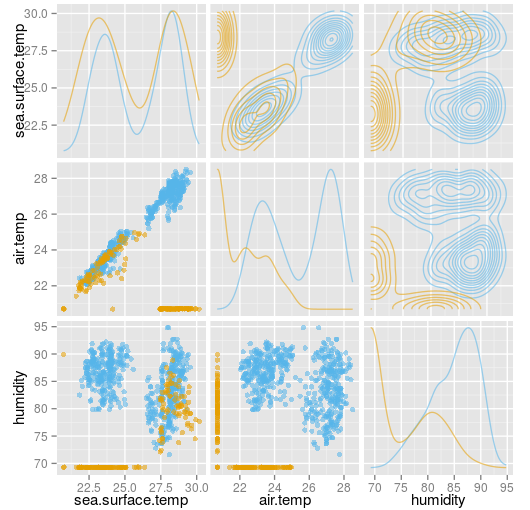 sea.surface.temp
30.0
27.5
25.0
22.5
air.temp
28
26
24
22
humidity
95
90
85
80
75
70
22.5 25.0 27.5 30.0 22 24 26 28 70 75 80 85 90 95
sea.surface.temp air.temp humidity